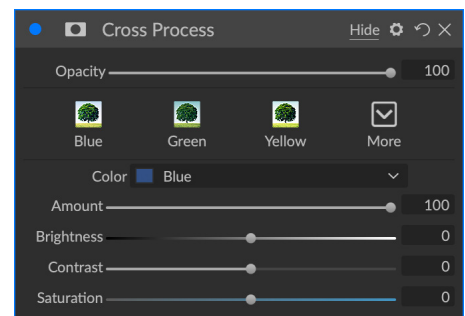 Cross Process Hide
Opacity 100
Blue Green Yellow More
Color Blue
Amount 100
Brightness 0
Contrast 0
Saturation 0